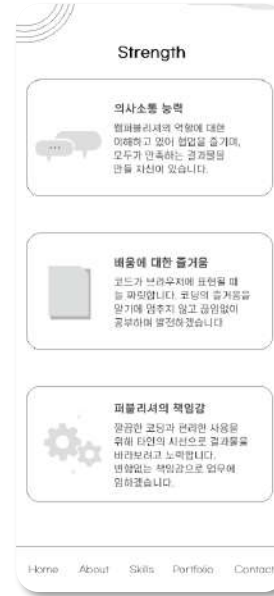 Strength
의사소통 능력
웹퍼블리셔의 역할에 대한
이해하고 있어 협업을 즐기며,
모두가 만족하는 결과물을
만들 자신이 있습니다.
배움에 대한 즐거움
코드가 브라우저에 표현될 때
늘 짜릿합니다. 코딩의 즐거움을
알기에 멈추지 않고 끊임없이
공부하며 발전하겠습니다
퍼블리셔의 책임감
깔끔한 코딩과 편리한 사용을
위해 타인의 시선으로 결과물을
바라보려고 노력합니다.
변함없는 책임감으로 업무에
임하겠습니다.
Home About Skills Portfolio Contact